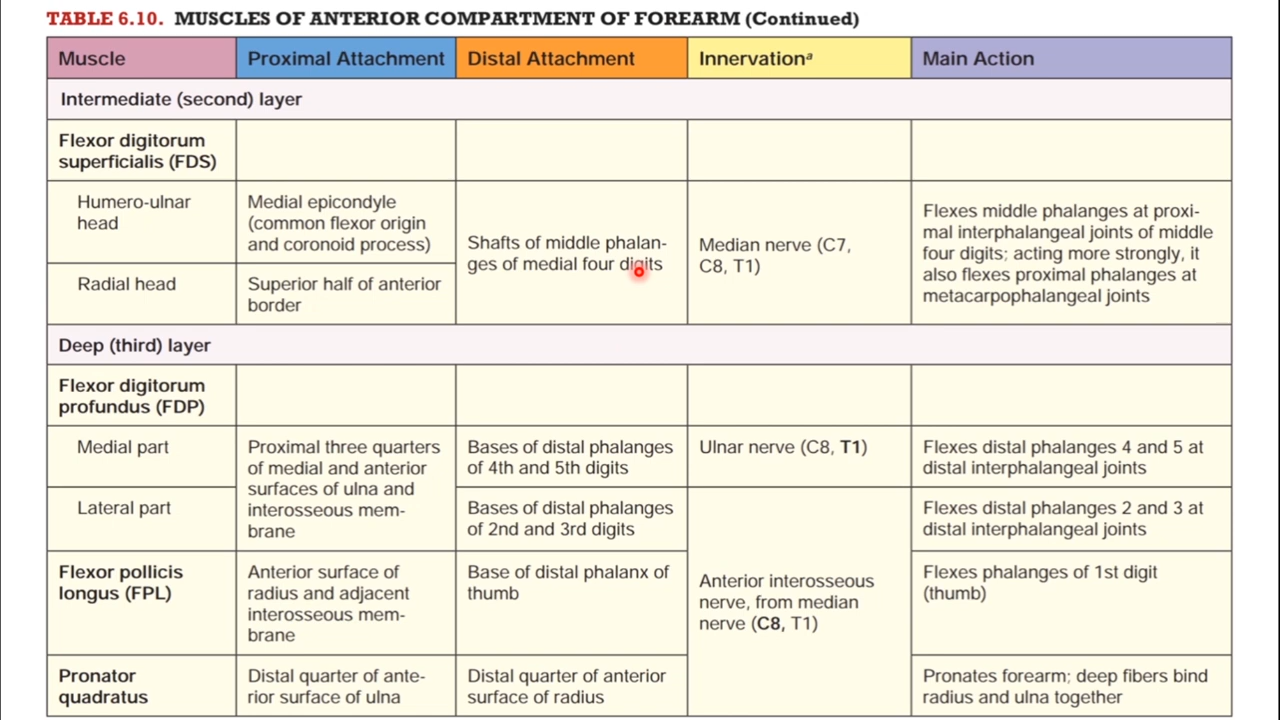 TABLE 6.10. MUSCLES OF ANTERIOR COMPARTMENT OF FOREARM (Continued)
Muscle
Proximal Attachment
Distal Attachment
Innervationᵃ
Main Action
Intermediate (second) layer
Flexor digitorum
superficialis (FDS)
Humero-ulnar
head
Medial epicondyle
(common flexor origin
and coronoid process)
Shafts of middle phalan-
ges of medial four digits
Median nerve (C7,
C8, T1)
Flexes middle phalanges at proxi-
mal interphalangeal joints of middle
four digits; acting more strongly, it
also flexes proximal phalanges at
metacarpophalangeal joints
Radial head
Superior half of anterior
border
Deep (third) layer
Flexor digitorum
profundus (FDP)
Medial part
Proximal three quarters
of medial and anterior
surfaces of ulna and
interosseous mem-
brane
Bases of distal phalanges
of 4th and 5th digits
Ulnar nerve (C8, T1)
Flexes distal phalanges 4 and 5 at
distal interphalangeal joints
Lateral part
Bases of distal phalanges
of 2nd and 3rd digits
Anterior interosseous
nerve, from median
nerve (C8, T1)
Flexes distal phalanges 2 and 3 at
distal interphalangeal joints
Flexor pollicis
longus (FPL)
Anterior surface of
radius and adjacent
interosseous mem-
brane
Base of distal phalanx of
thumb
Flexes phalanges of 1st digit
(thumb)
Pronator
quadratus
Distal quarter of ante-
rior surface of ulna
Distal quarter of anterior
surface of radius
Pronates forearm; deep fibers bind
radius and ulna together